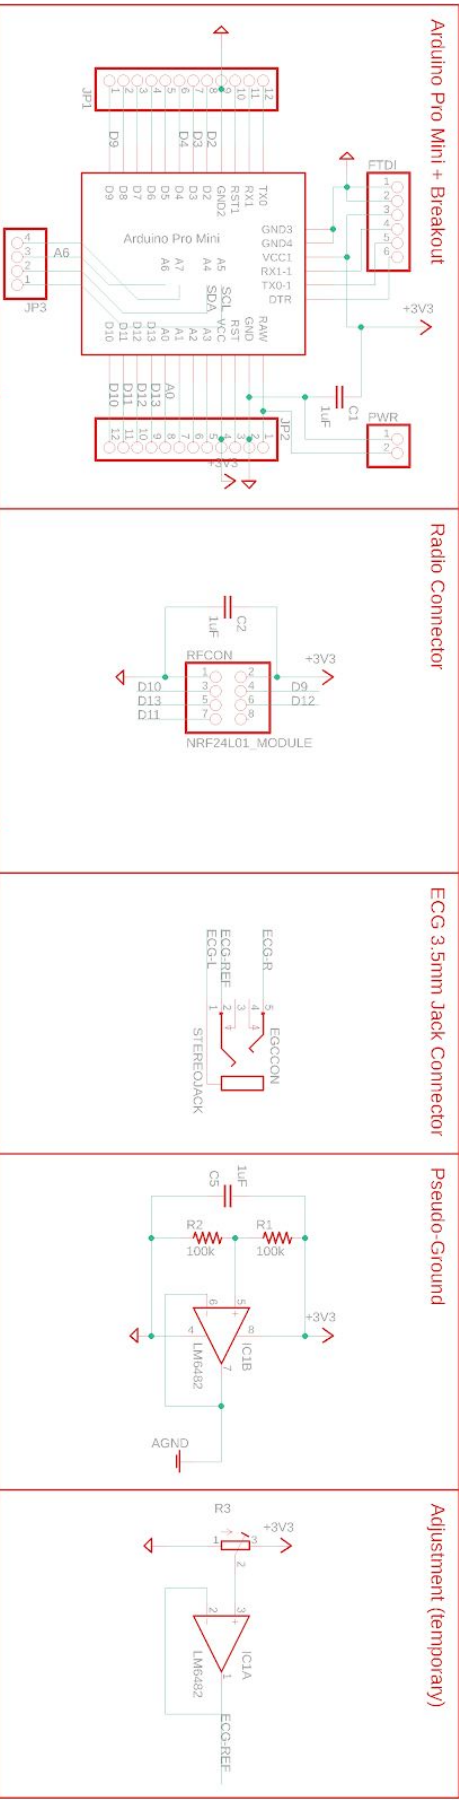 Arduino Pro Mini + Breakout
JP1
1
2
3
4
5
6
7
8
9
10
11
12
D9
D4
D3
D2
D9
D8
D7
D6
D5
D4
D3
D2
GND2
RST1
RX1
TX0
Arduino Pro Mini
A6
A7
A4
A5
SDA
SCL
GND3
GND4
VCC1
RX1-1
TX0-1
DTR
FTDI
1
2
3
4
5
6
+3V3
4
3
2
1
A6
JP3
D10
D11
D12
D13
A0
A1
A2
A3
VCC
RST
GND
RAW
D10
D11
D12
D13
A0
JP2
12
11
10
9
8
7
6
5
4
3
2
1
+3V3
C1
1uF
PWR
1
2
Radio Connector
C2
1uF
RFCON
+3V3
1
2
3
4
5
6
7
8
D10
D13
D11
D9
D12
NRF24L01_MODULE
ECG 3.5mm Jack Connector
ECG-L
ECG-REF
ECG-R
1
2
3
4
5
EGCCON
STEREOJACK
Pseudo-Ground
C5
1uF
R2
100k
R1
100k
+3V3
6
5
4
8
7
IC1B
LM6482
AGND
Adjustment (temporary)
R3
+3V3
1
3
2
2
3
1
IC1A
LM6482
ECG-REF